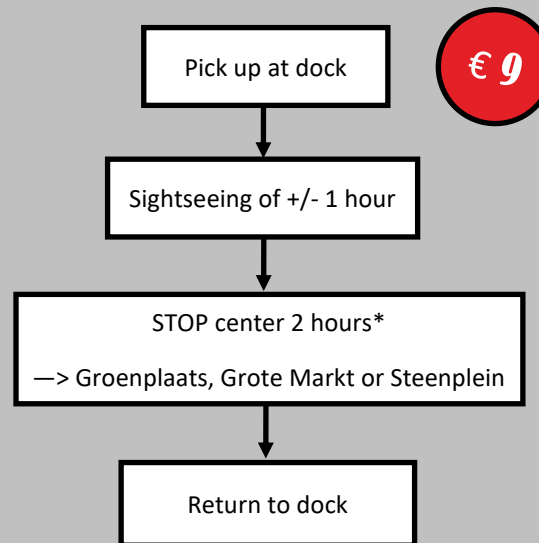 Pick up at dock
€ 9
Sightseeing of +/- 1 hour
STOP center 2 hours*
—> Groenplaats, Grote Markt or Steenplein
Return to dock